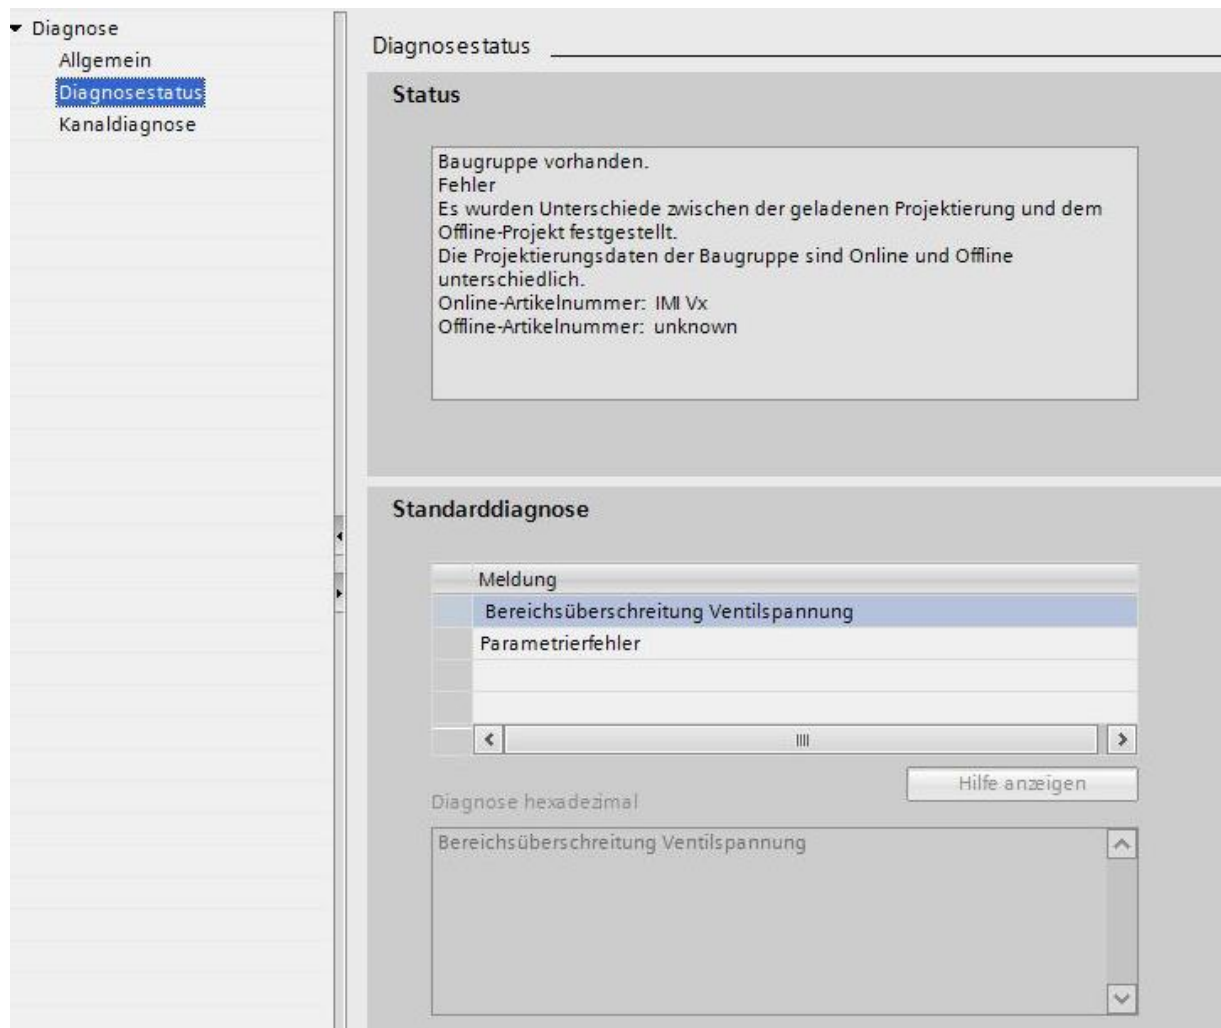 Diagnose
Allgemein
Diagnosestatus
Kanaldiagnose
Diagnosestatus
Status
Baugruppe vorhanden.
Fehler
Es wurden Unterschiede zwischen der geladenen Projektierung und dem
Offline-Projekt festgestellt.
Die Projektierungsdaten der Baugruppe sind Online und Offline
unterschiedlich.
Online-Artikelnummer: IMI Vx
Offline-Artikelnummer: unknown
Standarddiagnose
Meldung
Bereichsüberschreitung Ventilspannung
Parametrierfehler
Hilfe anzeigen
Diagnose hexadezimal
Bereichsüberschreitung Ventilspannung